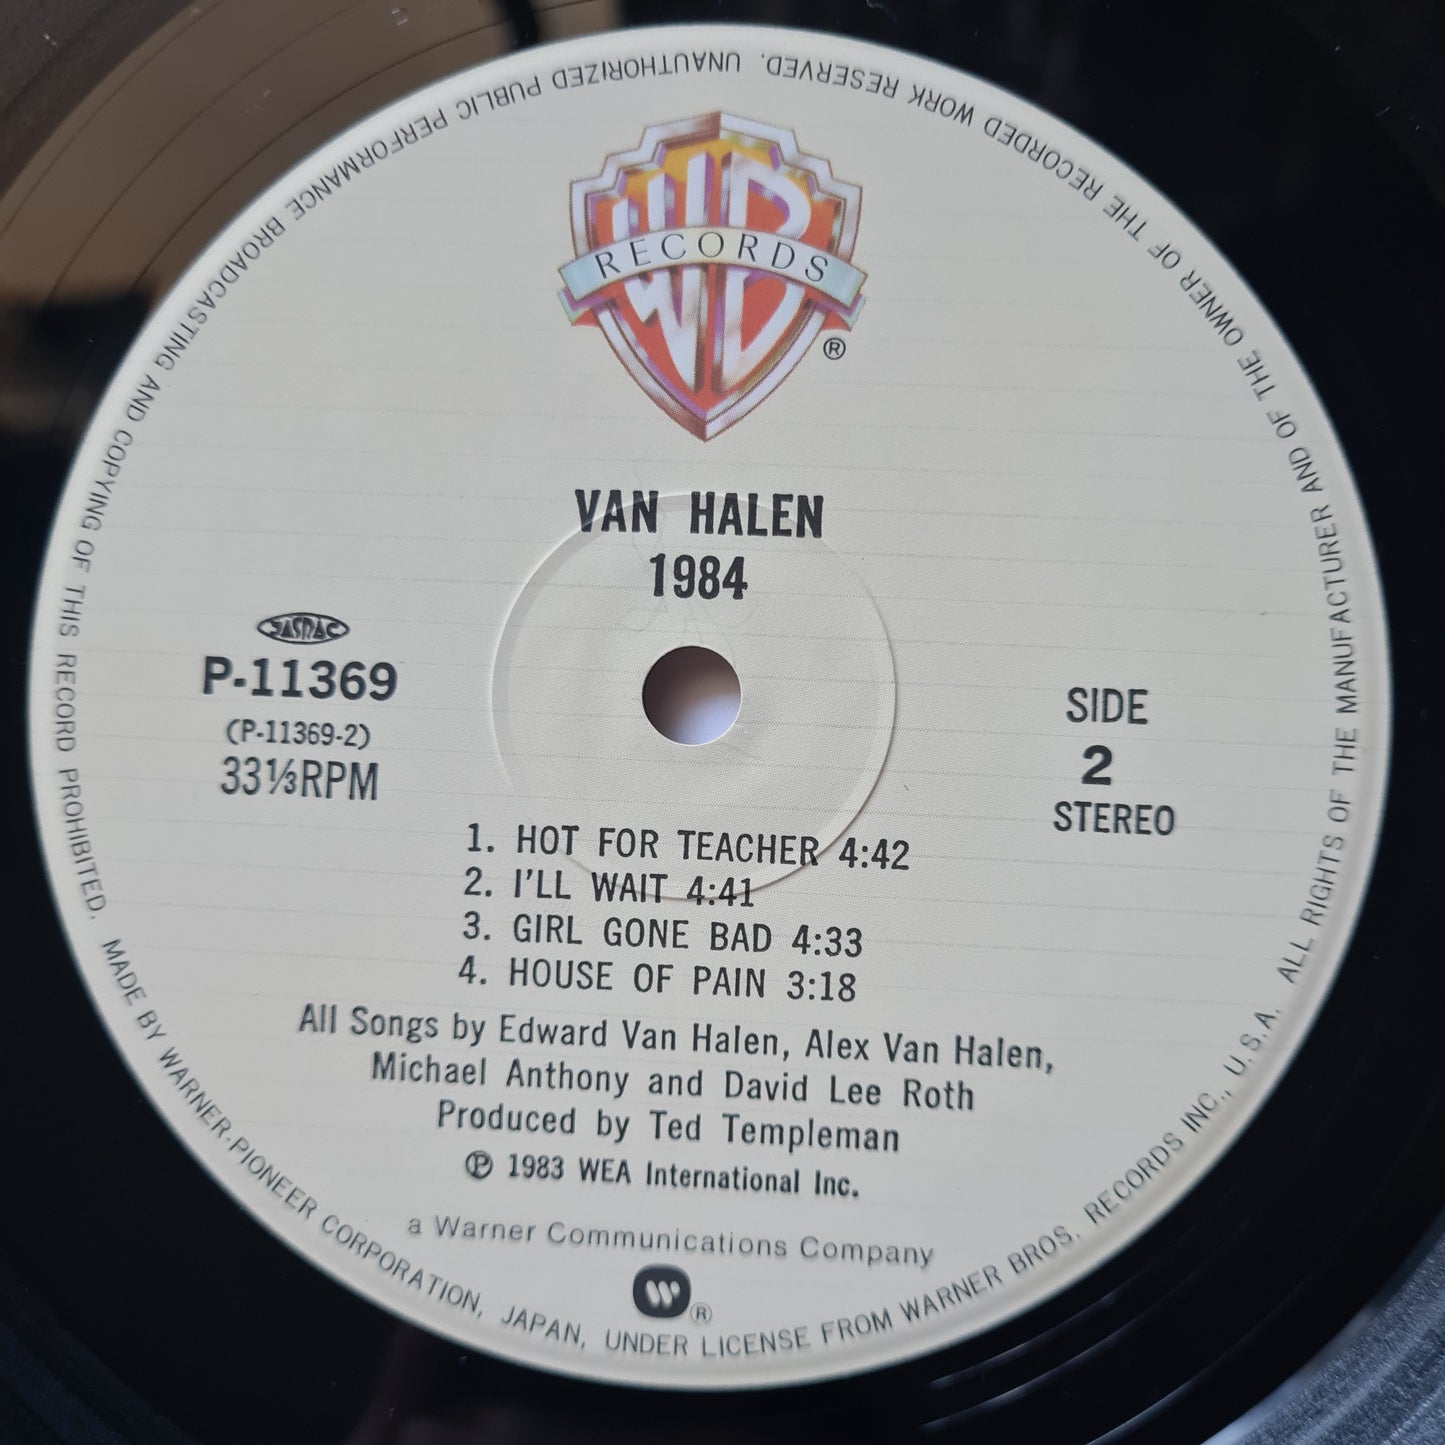 WB
RECORDS
®
VAN HALEN
1984
JASRAC
P-11369
(P-11369-2)
33⅓RPM
SIDE
2
STEREO
1. HOT FOR TEACHER 4:42
2. I'LL WAIT 4:41
3. GIRL GONE BAD 4:33
4. HOUSE OF PAIN 3:18
All Songs by Edward Van Halen, Alex Van Halen,
Michael Anthony and David Lee Roth
Produced by Ted Templeman
℗ 1983 WEA International Inc.
a Warner Communications Company
W®
MADE BY WARNER-PIONEER CORPORATION, JAPAN, UNDER LICENSE FROM WARNER BROS. RECORDS INC., U.S.A. ALL RIGHTS OF THE MANUFACTURER AND OF THE OWNER OF THE RECORDED WORK RESERVED. UNAUTHORIZED PUBLIC PERFORMANCE BROADCASTING AND COPYING OF THIS RECORD PROHIBITED.